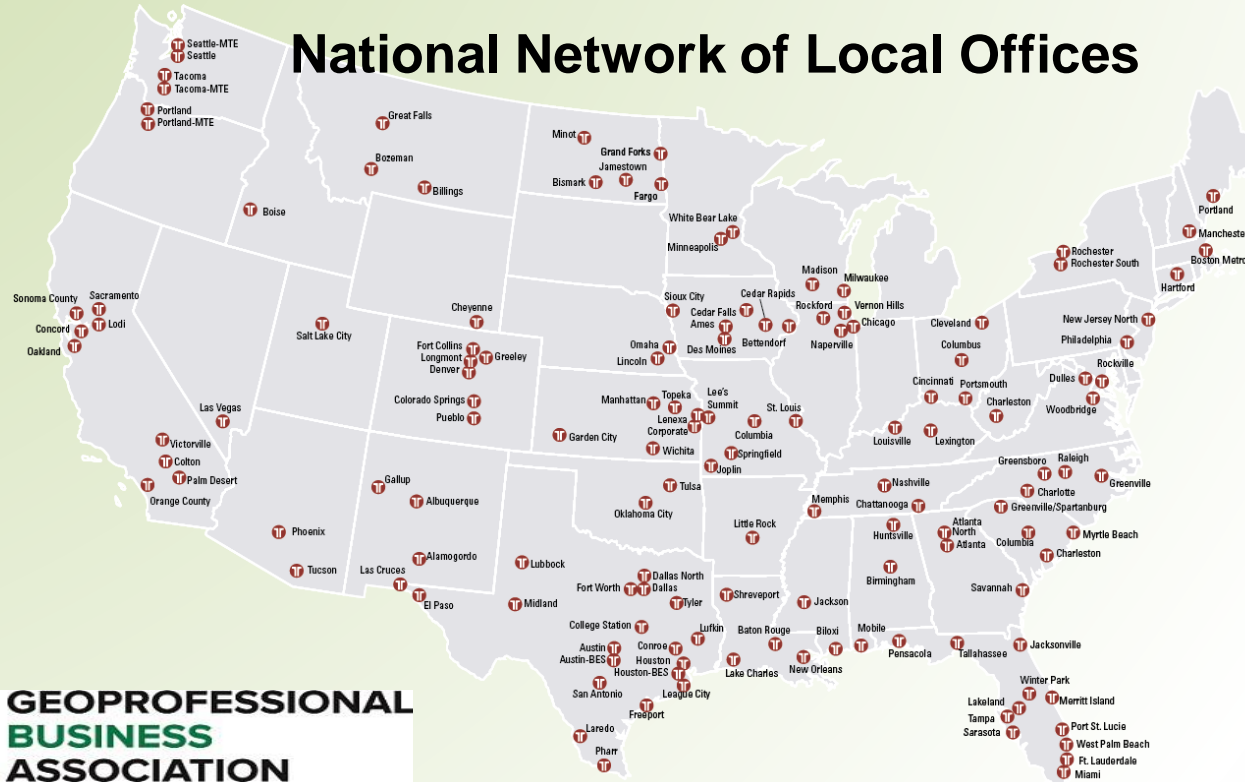 National Network of Local Offices
Seattle-MTE
Seattle
Tacoma
Tacoma-MTE
Portland
Portland-MTE
Great Falls
Bozeman
Billings
Boise
Minot
Grand Forks
Jamestown
Bismark
Fargo
White Bear Lake
Minneapolis
Portland
Manchester
Boston Metro
Rochester
Rochester South
Hartford
Sonoma County
Sacramento
Concord
Lodi
Oakland
Salt Lake City
Cheyenne
Fort Collins
Longmont
Greeley
Denver
Colorado Springs
Pueblo
Sioux City
Cedar Rapids
Cedar Falls
Ames
Des Moines
Bettendorf
Omaha
Lincoln
Madison
Milwaukee
Rockford
Vernon Hills
Chicago
Naperville
Cleveland
Columbus
New Jersey North
Philadelphia
Rockville
Dulles
Woodbridge
Cincinnati
Portsmouth
Charleston
Louisville
Lexington
Las Vegas
Victorville
Colton
Palm Desert
Orange County
Manhattan
Topeka
Lee's
Summit
Lenexa
Corporate
Garden City
Wichita
St. Louis
Columbia
Springfield
Joplin
Gallup
Albuquerque
Phoenix
Tucson
Alamogordo
Las Cruces
El Paso
Tulsa
Oklahoma City
Little Rock
Memphis
Nashville
Chattanooga
Greensboro
Raleigh
Greenville
Charlotte
Greenville/Spartanburg
Huntsville
Atlanta
North
Atlanta
Columbia
Myrtle Beach
Charleston
Birmingham
Savannah
Lubbock
Midland
Dallas North
Fort Worth
Dallas
Tyler
Shreveport
Jackson
College Station
Lufkin
Austin
Conroe
Austin-BES
Houston
Houston-BES
San Antonio
League City
Freeport
Laredo
Pharr
Baton Rouge
Biloxi
Mobile
Lake Charles
New Orleans
Pensacola
Tallahassee
Jacksonville
Winter Park
Lakeland
Merritt Island
Tampa
Sarasota
Port St. Lucie
West Palm Beach
Ft. Lauderdale
Miami
GEOPROFESSIONAL
BUSINESS
ASSOCIATION